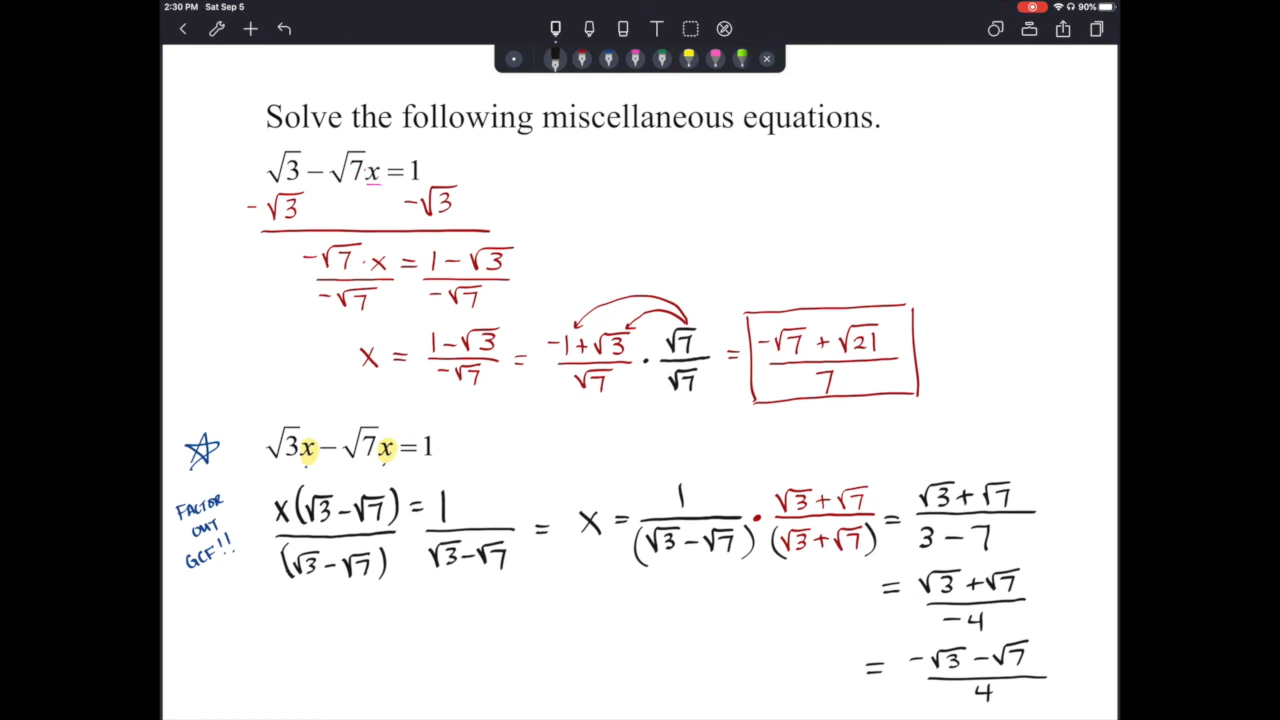 2:30 PM Sat Sep 5
90%
T
Solve the following miscellaneous equations.
√3 − √7x = 1
-√3 -√3
-√7 · x = 1 - √3
-√7 -√7
x = (1-√3)/(-√7) = (-1+√3)/√7 · √7/√7 = (-√7 + √21)/7
√3x − √7x = 1
FACTOR
OUT
GCF!!
x(√3 - √7)/(√3 - √7) = 1/(√3 - √7) = x = 1/(√3 - √7) · (√3 + √7)/(√3 + √7) = (√3 + √7)/(3 - 7)
= (√3 + √7)/(-4)
= (-√3 - √7)/4